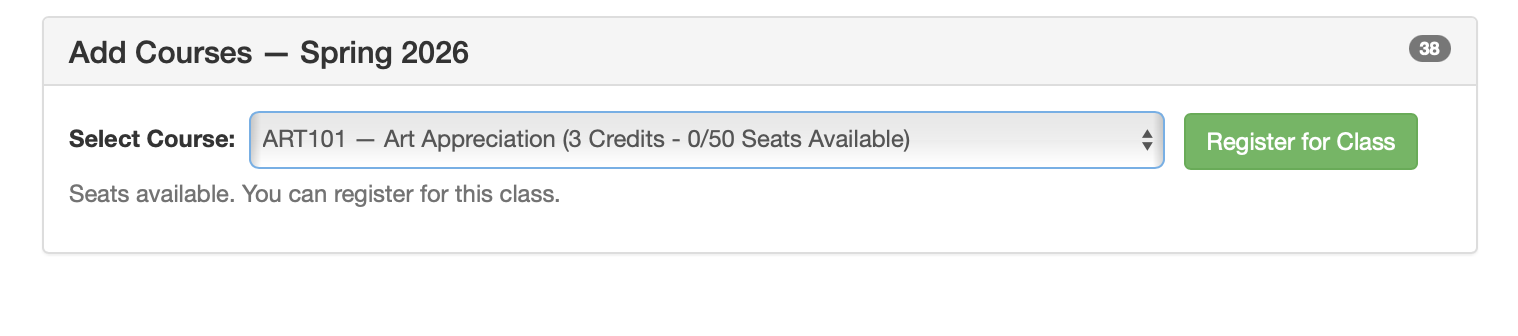 Add Courses — Spring 2026 38
Select Course: ART101 — Art Appreciation (3 Credits - 0/50 Seats Available) Register for Class
Seats available. You can register for this class.